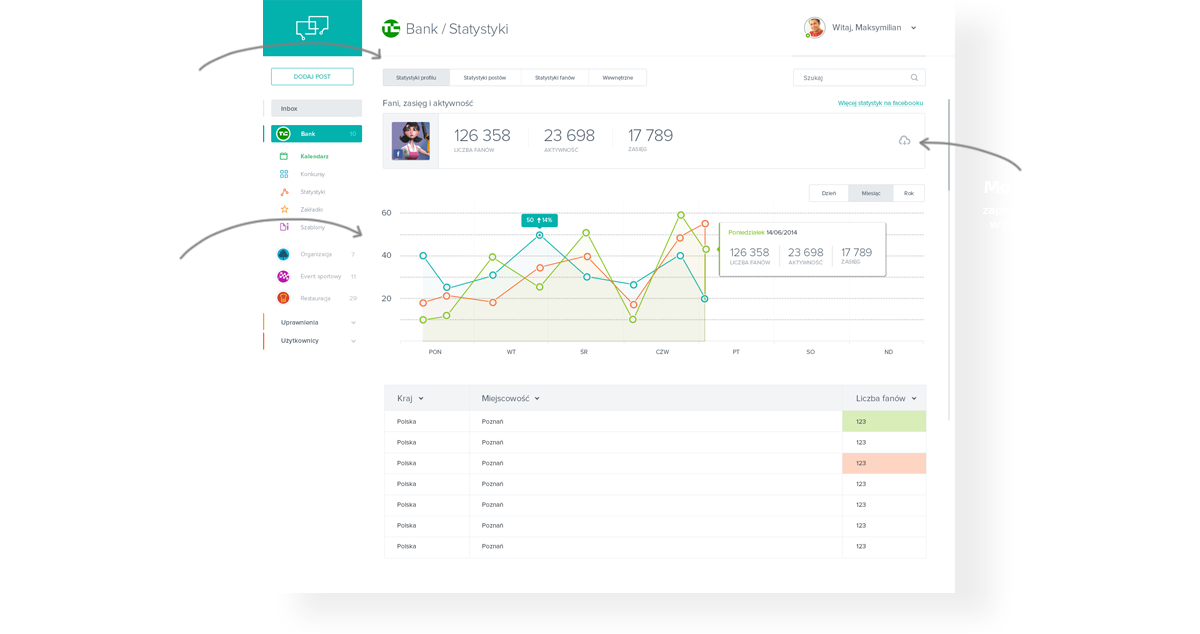 Bank / Statystyki
Witaj, Maksymilian
DODAJ POST
Statystyki profilu
Statystyki postów
Statystyki fanów
Wewnętrzne
Szukaj
Inbox
Bank 10
Kalendarz
Konkursy
Statystyki
Zakładki
Szablony
Organizacja 7
Event sportowy 11
Restauracja 29
Uprawnienia
Użytkownicy
Fani, zasięg i aktywność
Więcej statystyk na facebooku
126 358
LICZBA FANÓW
23 698
AKTYWNOŚĆ
17 789
ZASIĘG
Dzień
Miesiąc
Rok
60
40
20
50 14%
Poniedziałek 14/06/2014
126 358
LICZBA FANÓW
23 698
AKTYWNOŚĆ
17 789
ZASIĘG
PON
WT
ŚR
CZW
PT
SO
ND
Kraj Miejscowość Liczba fanów
Polska Poznań 123
Polska Poznań 123
Polska Poznań 123
Polska Poznań 123
Polska Poznań 123
Polska Poznań 123
Polska Poznań 123